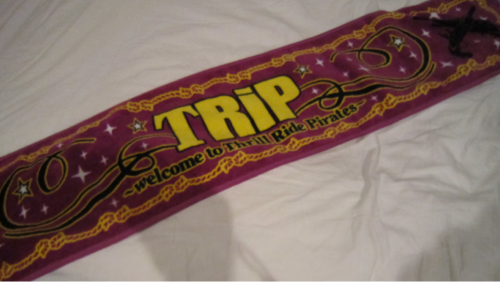 TRiP
~welcome to Thrill Ride Pirates~